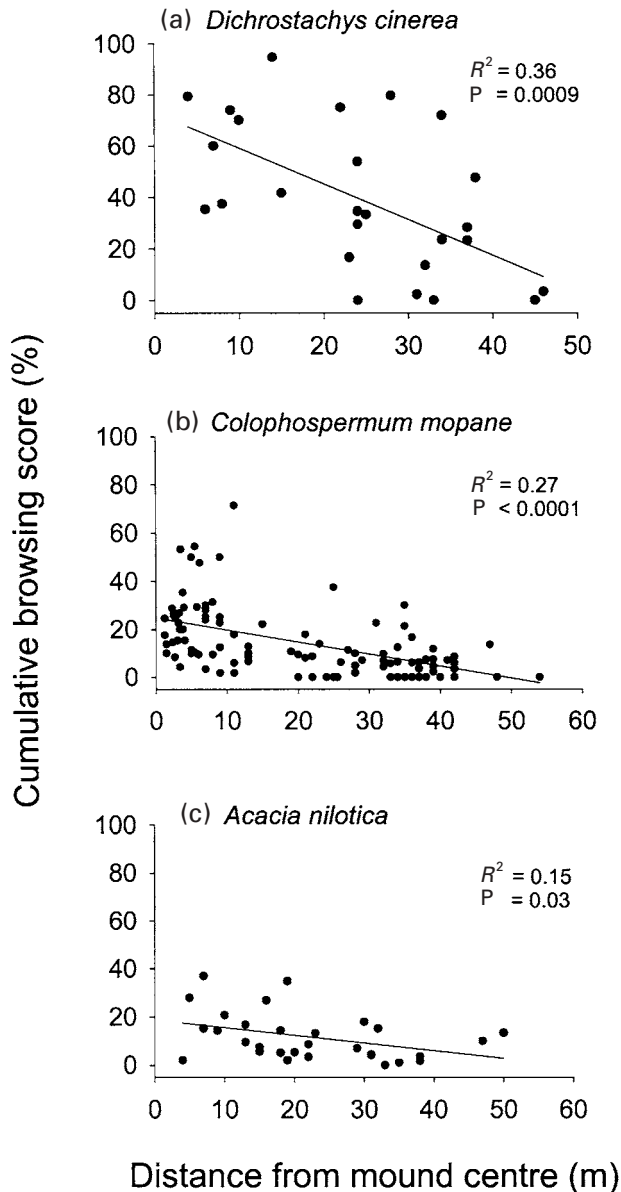 (a) Dichrostachys cinerea
R² = 0.36
P = 0.0009
100
80
60
40
20
0
0 10 20 30 40 50
(b) Colophospermum mopane
R² = 0.27
P < 0.0001
100
80
60
40
20
0
0 10 20 30 40 50 60
(c) Acacia nilotica
R² = 0.15
P = 0.03
100
80
60
40
20
0
0 10 20 30 40 50 60
Cumulative browsing score (%)
Distance from mound centre (m)